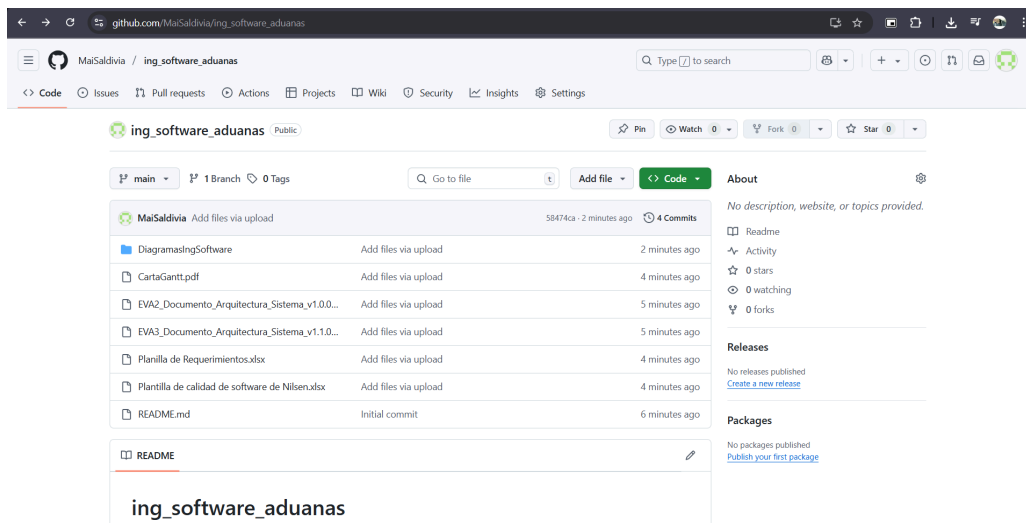 github.com/MaiSaldivia/ing_software_aduanas
MaiSaldivia / ing_software_aduanas
Type / to search
Code Issues Pull requests Actions Projects Wiki Security Insights Settings
ing_software_aduanas Public
Pin Watch 0 Fork 0 Star 0
main 1 Branch 0 Tags Go to file t Add file Code
MaiSaldivia Add files via upload 58474ca · 2 minutes ago 4 Commits
DiagramasIngSoftware Add files via upload 2 minutes ago
CartaGantt.pdf Add files via upload 4 minutes ago
EVA2_Documento_Arquitectura_Sistema_v1.0.0... Add files via upload 5 minutes ago
EVA3_Documento_Arquitectura_Sistema_v1.1.0... Add files via upload 5 minutes ago
Planilla de Requerimientos.xlsx Add files via upload 4 minutes ago
Plantilla de calidad de software de Nilsen.xlsx Add files via upload 4 minutes ago
README.md Initial commit 6 minutes ago
README
ing_software_aduanas
About
No description, website, or topics provided.
Readme
Activity
0 stars
0 watching
0 forks
Releases
No releases published
Create a new release
Packages
No packages published
Publish your first package